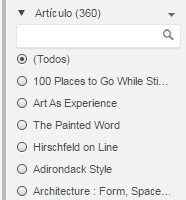 Artículo (360)
(Todos)
100 Places to Go While Sti...
Art As Experience
The Painted Word
Hirschfeld on Line
Adirondack Style
Architecture : Form, Space...